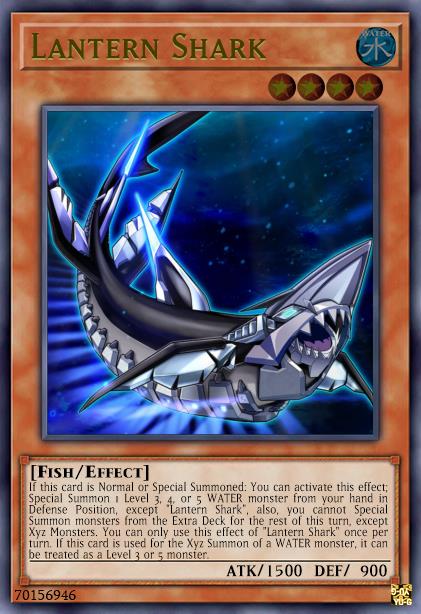 LANTERN SHARK
WATER
水
[FISH/EFFECT]
If this card is Normal or Special Summoned: You can activate this effect;
Special Summon 1 Level 3, 4, or 5 WATER monster from your hand in
Defense Position, except "Lantern Shark", also, you cannot Special
Summon monsters from the Extra Deck for the rest of this turn, except
Xyz Monsters. You can only use this effect of "Lantern Shark" once per
turn. If this card is used for the Xyz Summon of a WATER monster, it can
be treated as a Level 3 or 5 monster.
ATK/1500 DEF/ 900
70156946